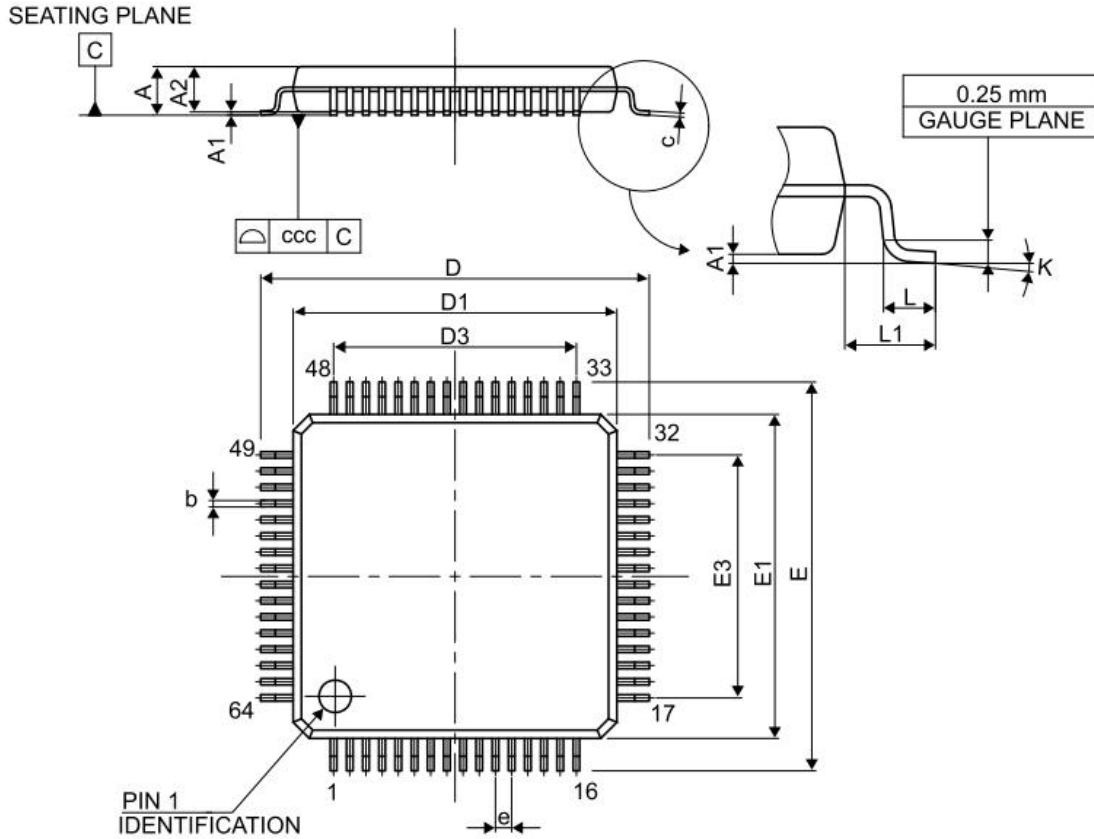 SEATING PLANE
C
A
A2
A1
c
0.25 mm
GAUGE PLANE
ccc C
A1
K
L
L1
D
D1
D3
48
33
49
32
b
E3
E1
E
64
17
1
16
e
PIN 1
IDENTIFICATION